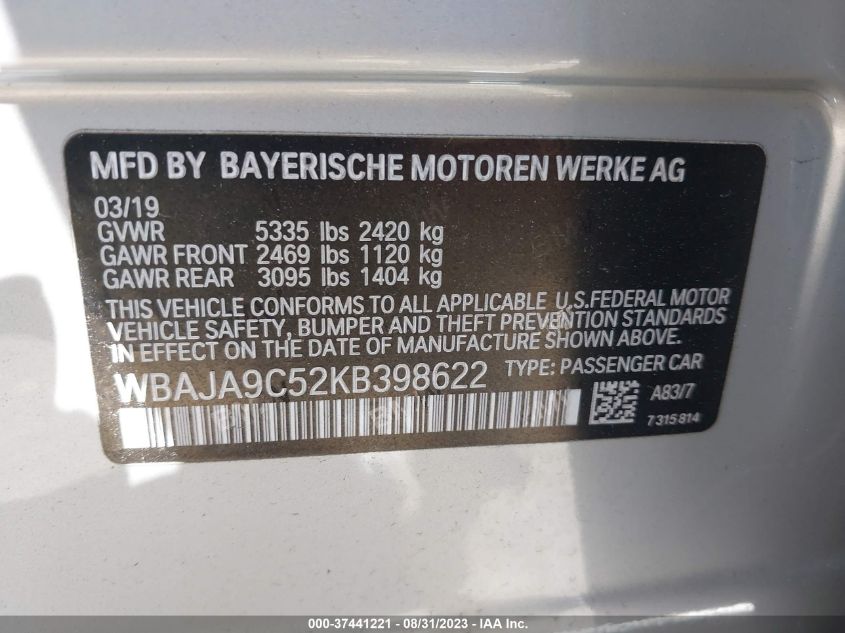 MFD BY BAYERISCHE MOTOREN WERKE AG
03/19
GVWR 5335 lbs 2420 kg
GAWR FRONT 2469 lbs 1120 kg
GAWR REAR 3095 lbs 1404 kg
THIS VEHICLE CONFORMS TO ALL APPLICABLE U.S.FEDERAL MOTOR
VEHICLE SAFETY, BUMPER AND THEFT PREVENTION STANDARDS
IN EFFECT ON THE DATE OF MANUFACTURE SHOWN ABOVE.
WBAJA9C52KB398622 TYPE: PASSENGER CAR
A83/7
7315814
000-37441221 - 08/31/2023 - IAA Inc.